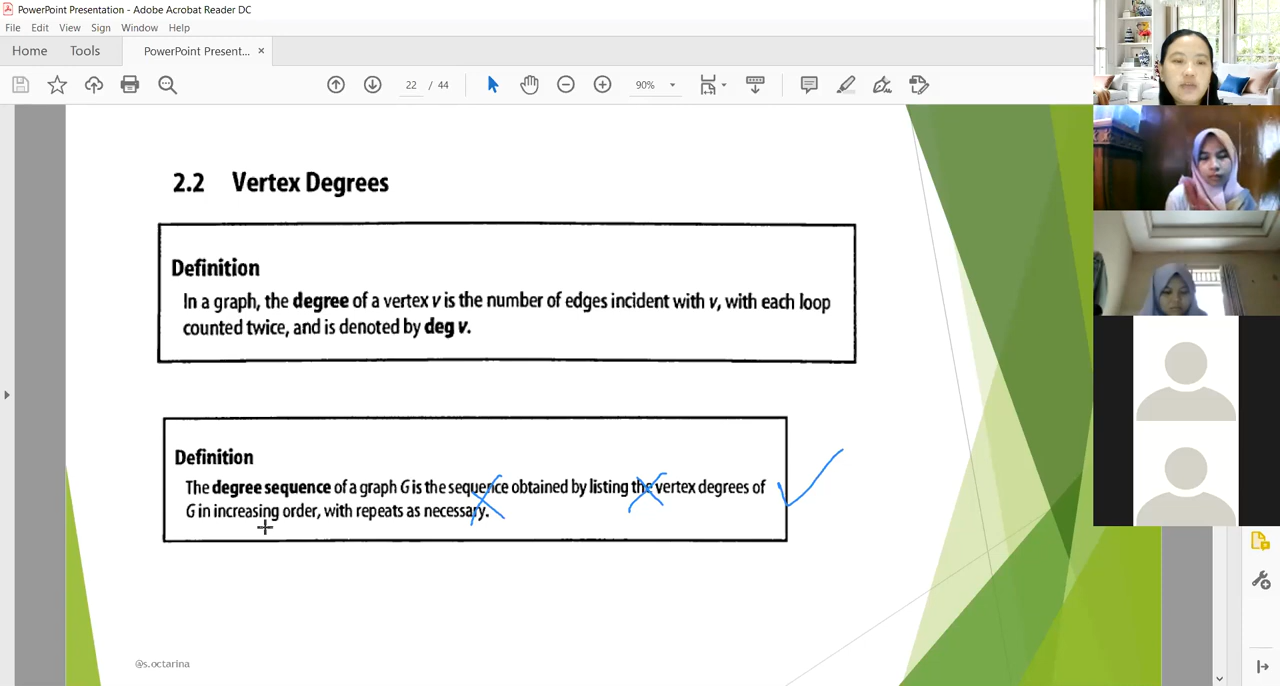 PowerPoint Presentation - Adobe Acrobat Reader DC
File Edit View Sign Window Help
Home Tools PowerPoint Present... ×
22 / 44 90%
2.2 Vertex Degrees
Definition
In a graph, the degree of a vertex v is the number of edges incident with v, with each loop
counted twice, and is denoted by deg v.
Definition
The degree sequence of a graph G is the sequence obtained by listing the vertex degrees of
G in increasing order, with repeats as necessary.
@s.octarina